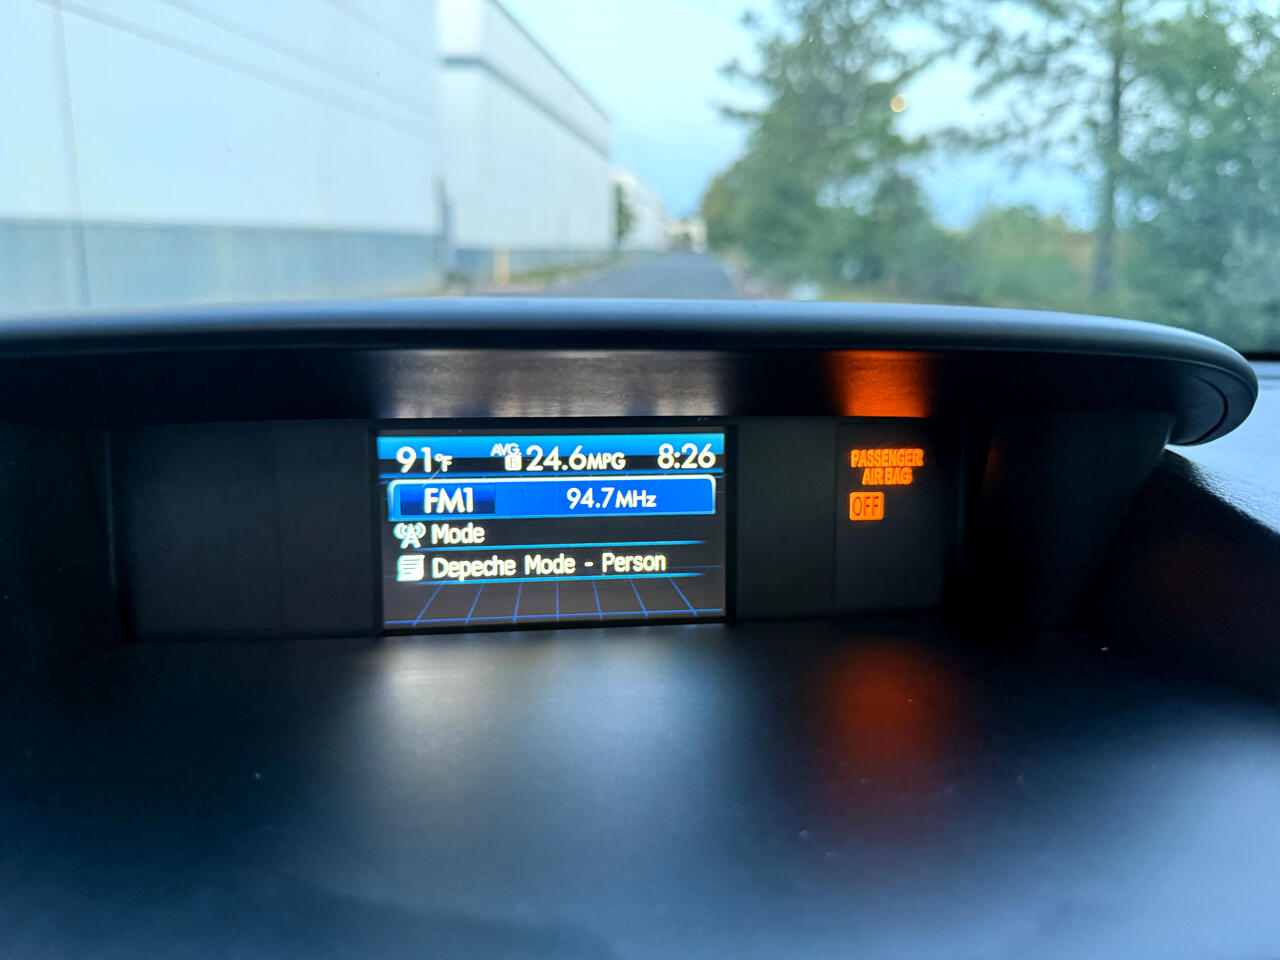 91°F AVG. 24.6MPG 8:26
FM1 94.7MHz
Mode
Depeche Mode - Person
PASSENGER
AIR BAG
OFF